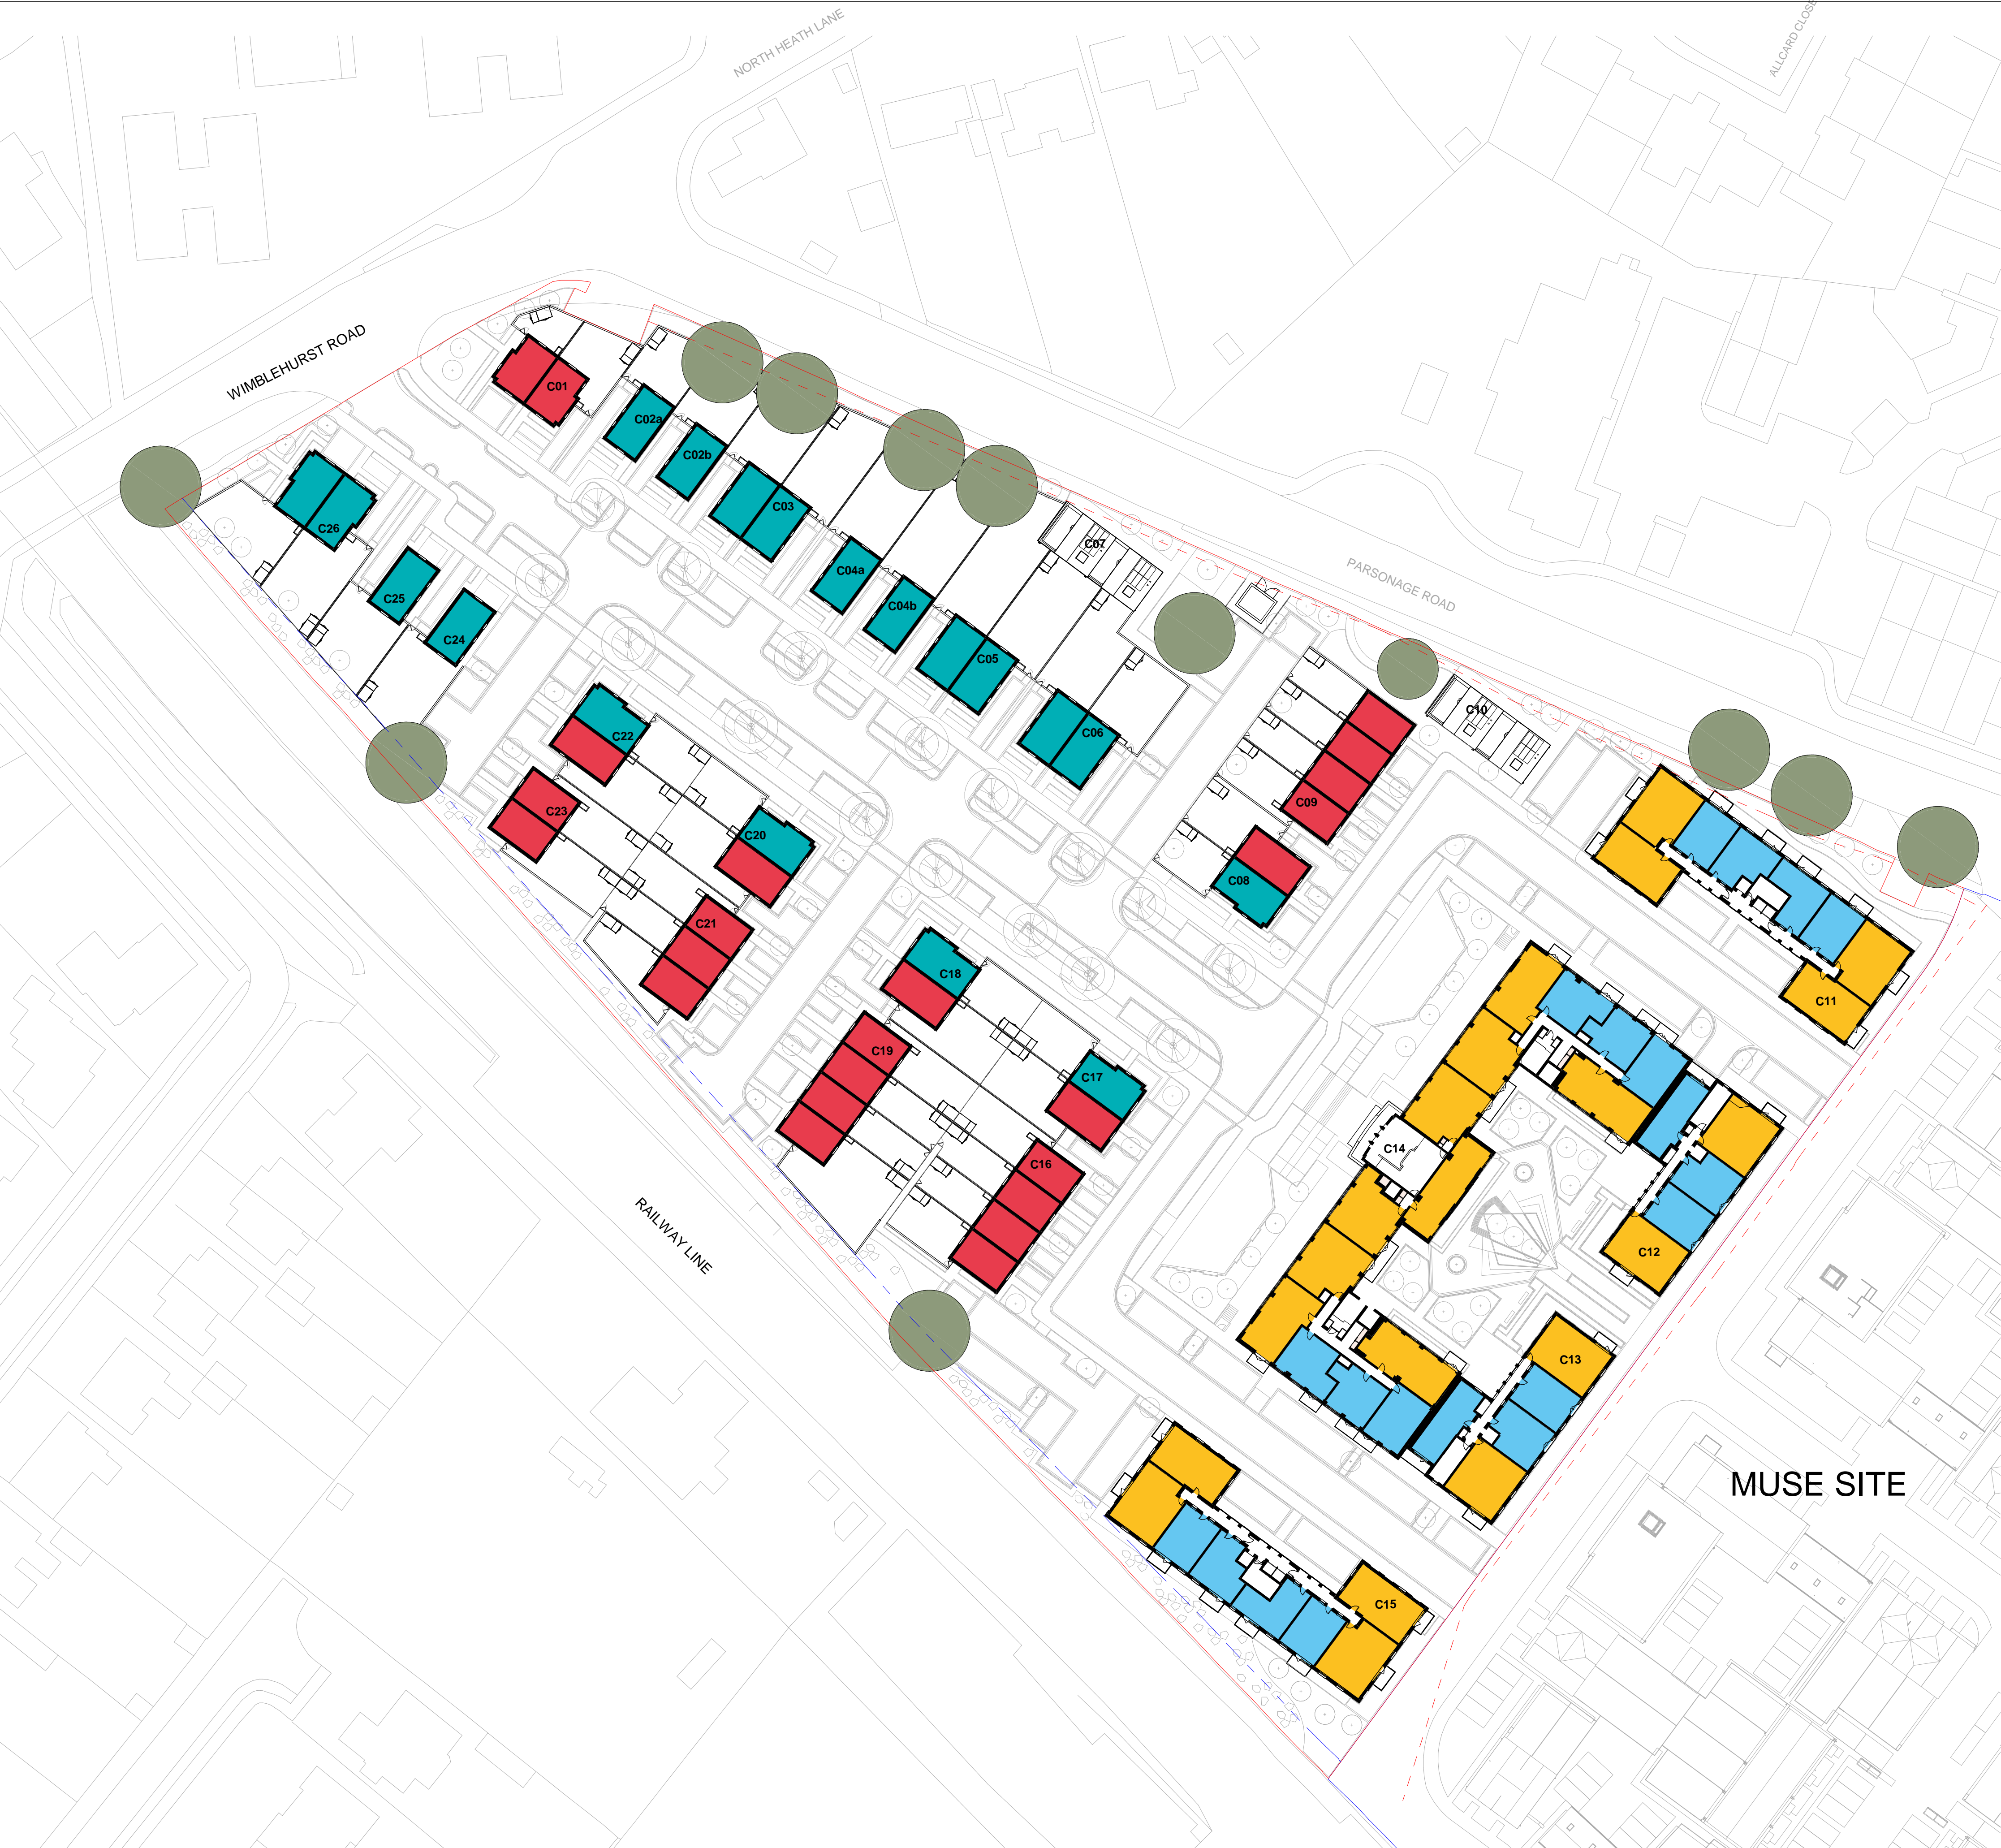 NORTH HEATH LANE
ALLCARD CLOSE
WIMBLEHURST ROAD
C01
C02a
C02b
C03
C26
C04a
C07
PARSONAGE ROAD
C25
C04b
C24
C05
C10
C22
C06
C09
C23
C20
C08
C21
C18
C11
C19
C17
C14
C16
RAILWAY LINE
C12
C13
MUSE SITE
C15